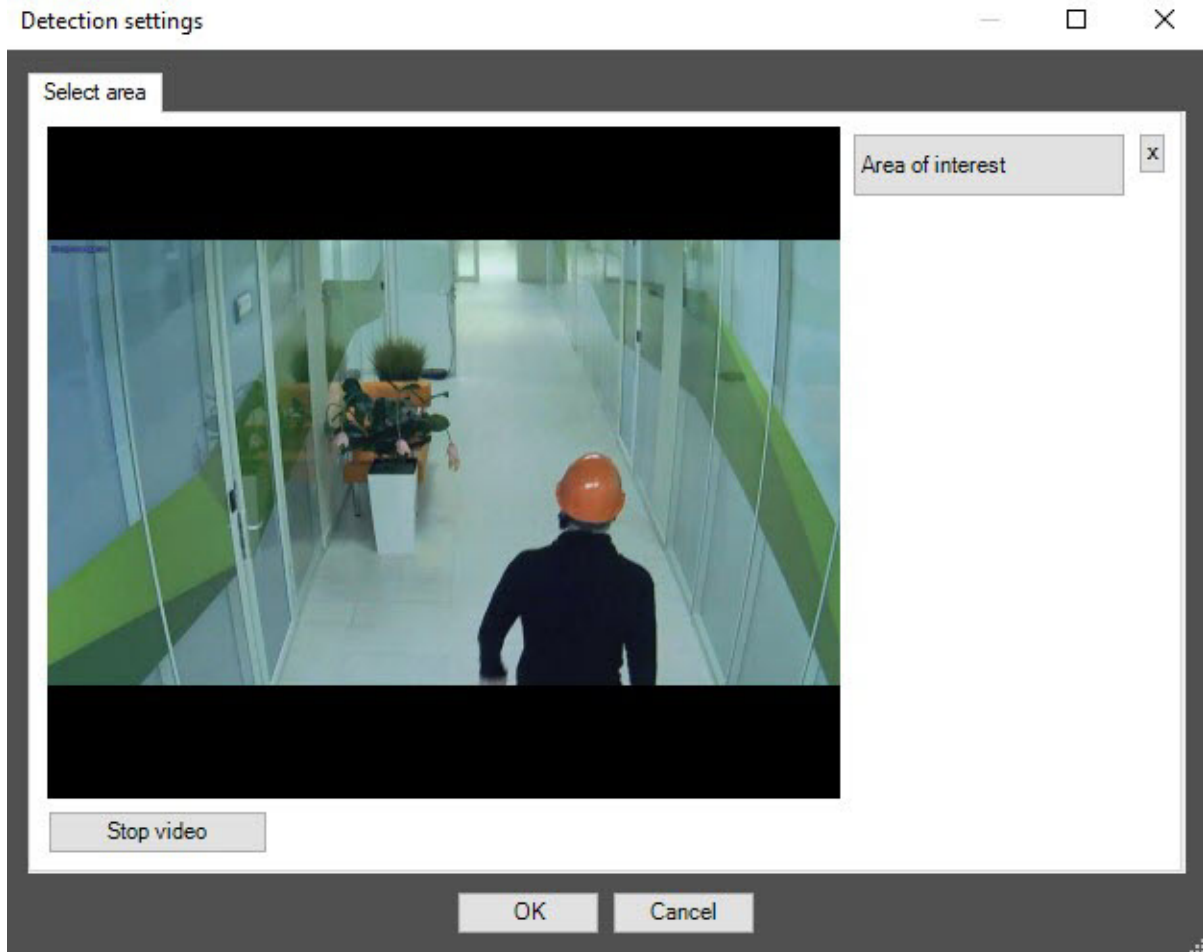 Detection settings
Select area
Area of interest
x
Stop video
OK
Cancel